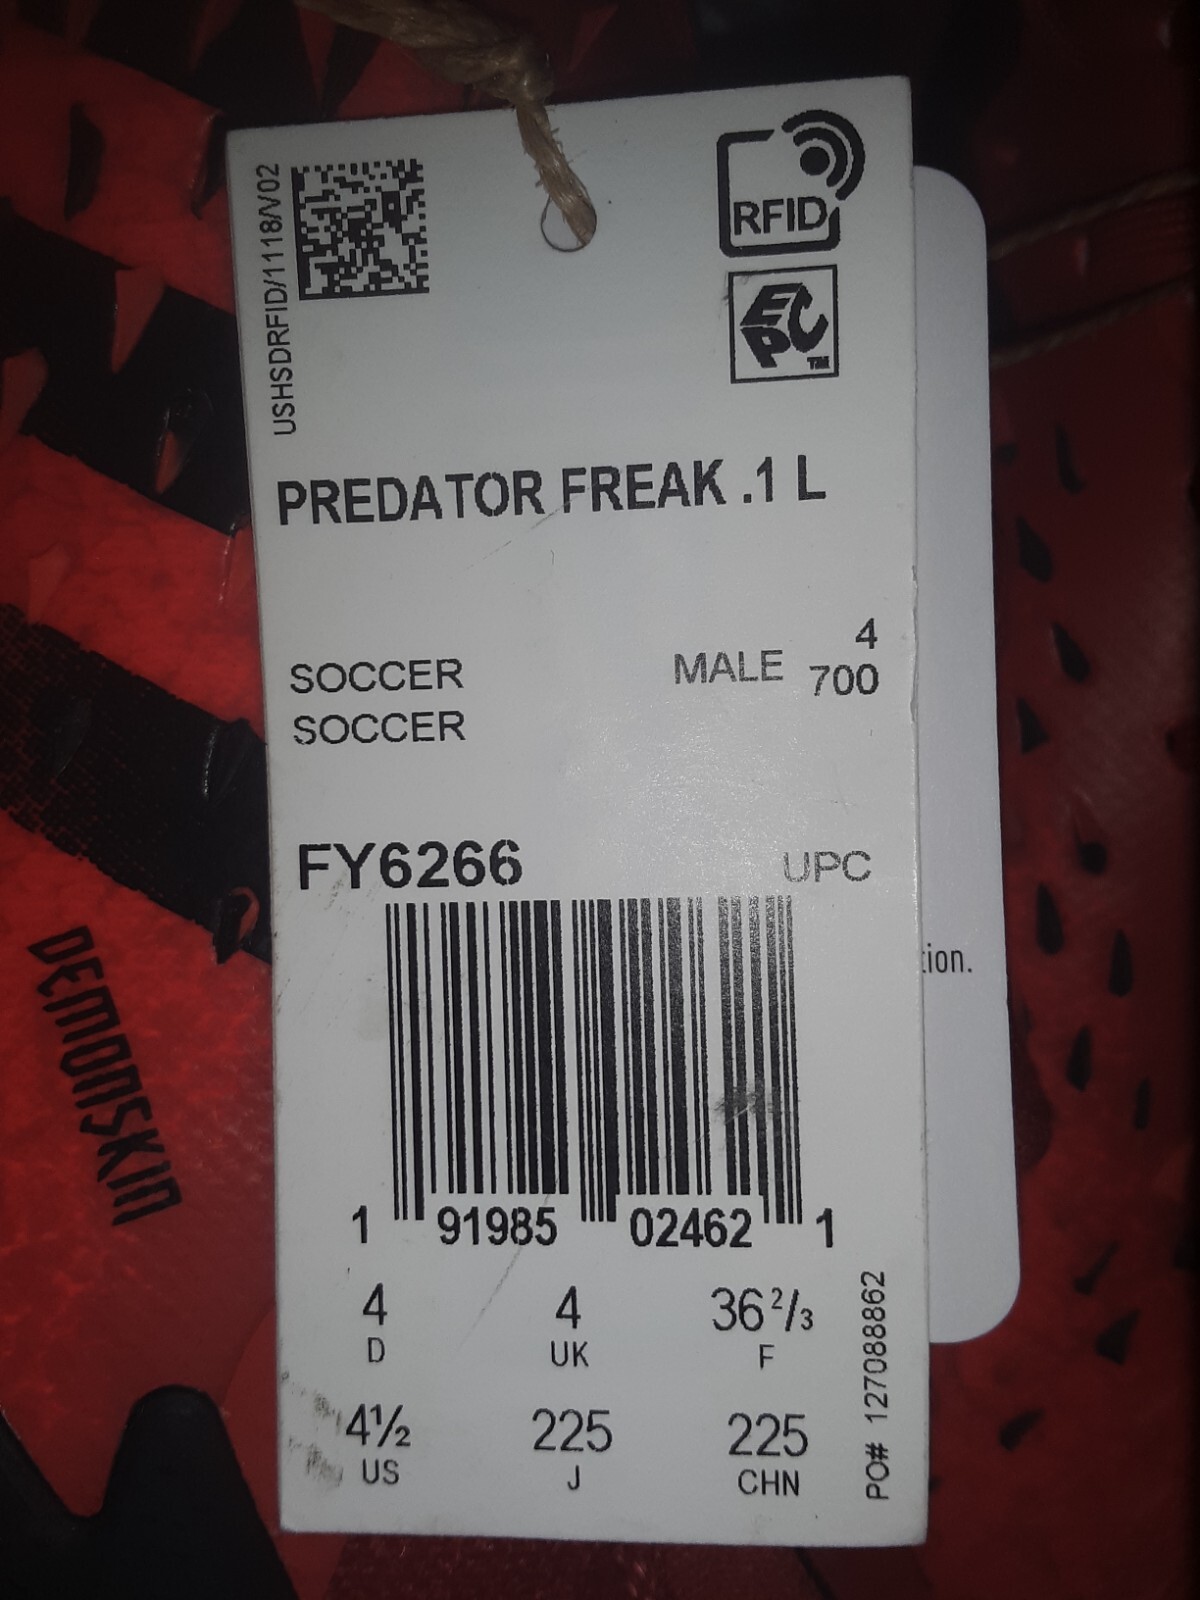 USHSDRFID/1118/V02
RFID
EPC
TM
PREDATOR FREAK .1 L
SOCCER
SOCCER
MALE
4
700
FY6266
UPC
1 91985 02462 1
4 4 36 2/3
D UK F
4½ 225 225
US J CHN
PO# 127088862
DEMONSKIN
tion.